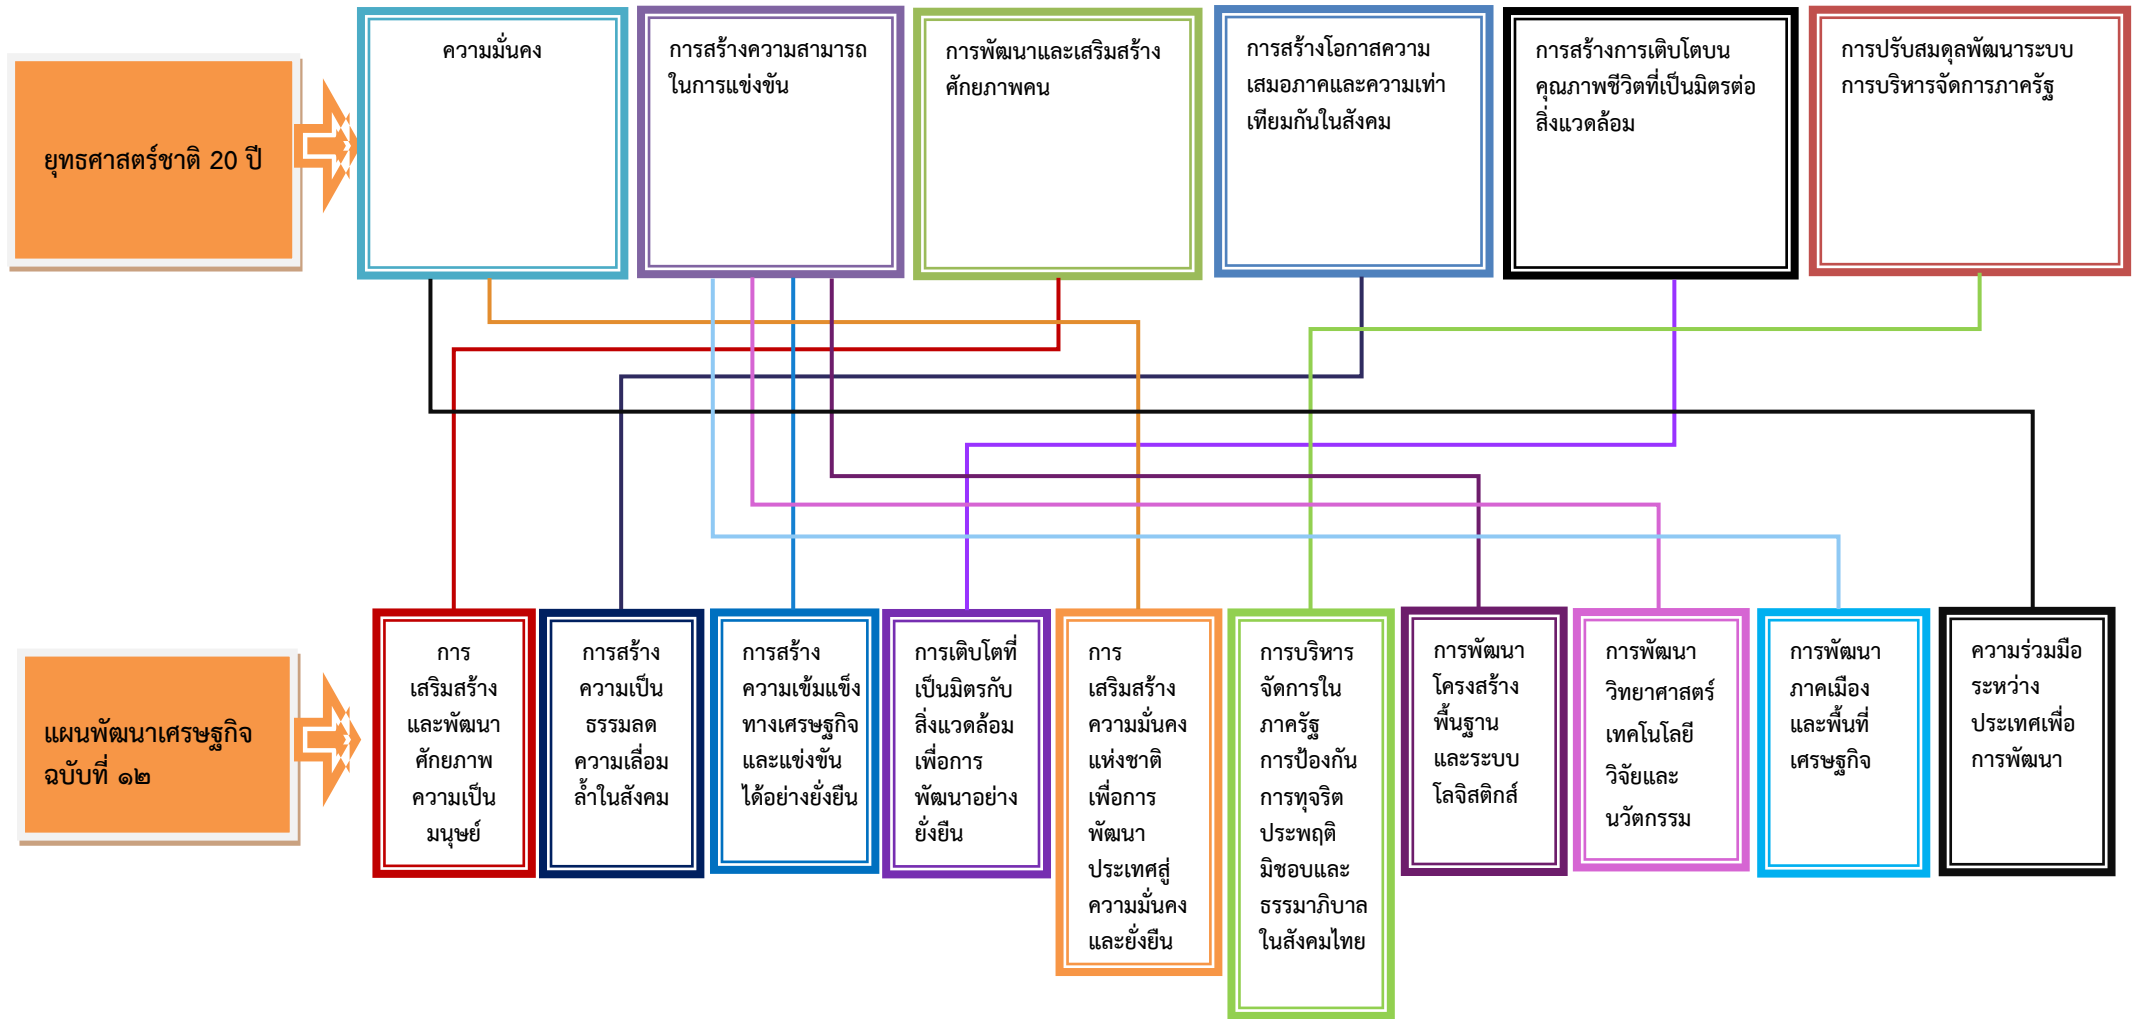 ยุทธศาสตร์ชาติ 20 ปี
ความมั่นคง
การสร้างความสามารถ
ในการแข่งขัน
การพัฒนาและเสริมสร้าง
ศักยภาพคน
การสร้างโอกาสความ
เสมอภาคและความเท่า
เทียมกันในสังคม
การสร้างการเติบโตบน
คุณภาพชีวิตที่เป็นมิตรต่อ
สิ่งแวดล้อม
การปรับสมดุลพัฒนาระบบ
การบริหารจัดการภาครัฐ
แผนพัฒนาเศรษฐกิจ
ฉบับที่ ๑๒
การ
เสริมสร้าง
และพัฒนา
ศักยภาพ
ความเป็น
มนุษย์
การสร้าง
ความเป็น
ธรรมลด
ความเลื่อม
ล้ำในสังคม
การสร้าง
ความเข้มแข็ง
ทางเศรษฐกิจ
และแข่งขัน
ได้อย่างยั่งยืน
การเติบโตที่
เป็นมิตรกับ
สิ่งแวดล้อม
เพื่อการ
พัฒนาอย่าง
ยั่งยืน
การ
เสริมสร้าง
ความมั่นคง
แห่งชาติ
เพื่อการ
พัฒนา
ประเทศสู่
ความมั่นคง
และยั่งยืน
การบริหาร
จัดการใน
ภาครัฐ
การป้องกัน
การทุจริต
ประพฤติ
มิชอบและ
ธรรมาภิบาล
ในสังคมไทย
การพัฒนา
โครงสร้าง
พื้นฐาน
และระบบ
โลจิสติกส์
การพัฒนา
วิทยาศาสตร์
เทคโนโลยี
วิจัยและ
นวัตกรรม
การพัฒนา
ภาคเมือง
และพื้นที่
เศรษฐกิจ
ความร่วมมือ
ระหว่าง
ประเทศเพื่อ
การพัฒนา